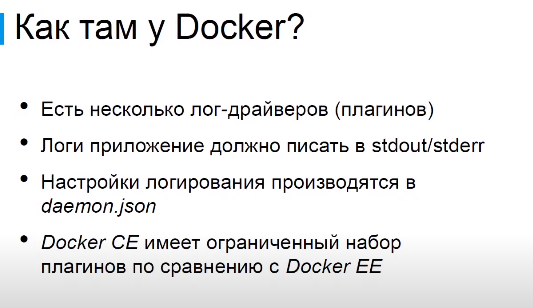 Как там у Docker?
• Есть несколько лог-драйверов (плагинов)
• Логи приложение должно писать в stdout/stderr
• Настройки логирования производятся в
daemon.json
• Docker CE имеет ограниченный набор
плагинов по сравнению с Docker EE